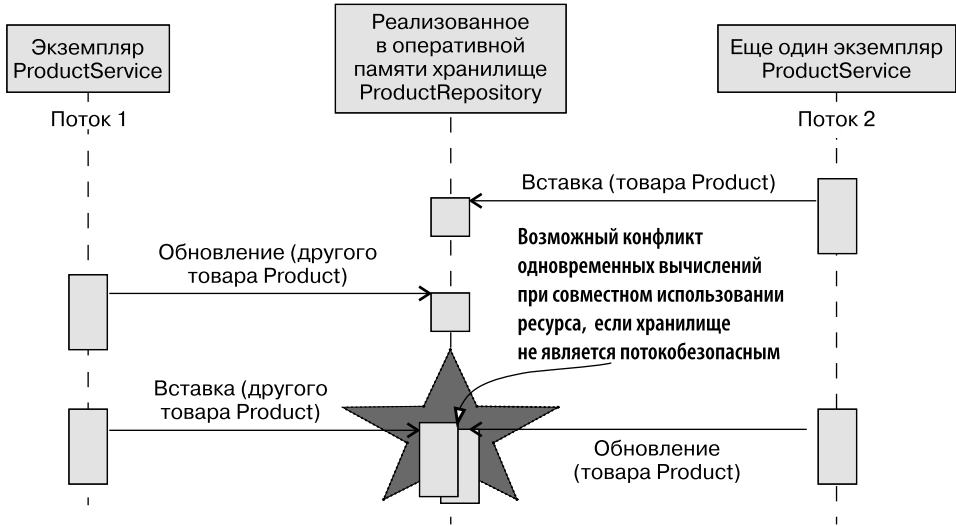 Экземпляр
ProductService
Реализованное
в оперативной
памяти хранилище
ProductRepository
Еще один экземпляр
ProductService
Поток 1
Поток 2
Вставка (товара Product)
Обновление (другого
товара Product)
Возможный конфликт
одновременных вычислений
при совместном использовании
ресурса, если хранилище
не является потокобезопасным
Вставка (другого
товара Product)
Обновление
(товара Product)